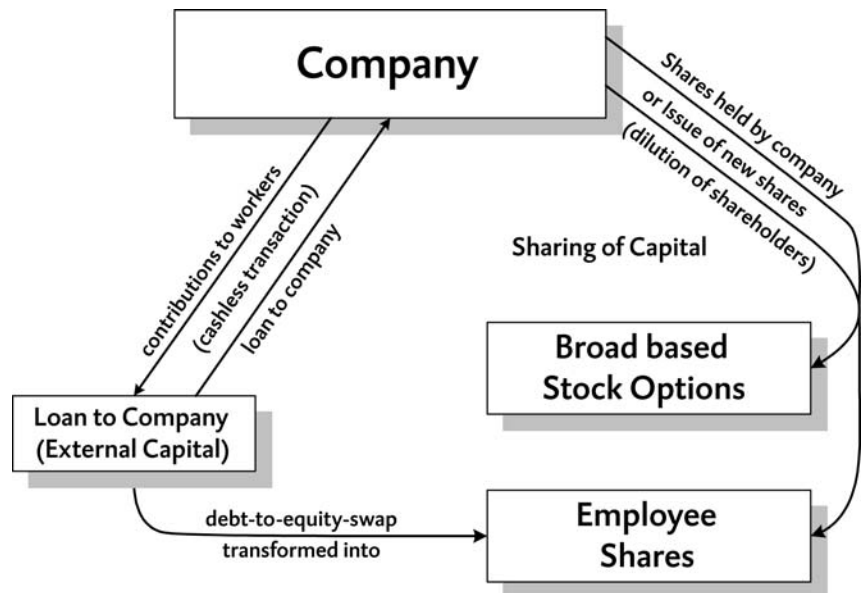 Company
Shares held by company
or Issue of new shares
(dilution of shareholders)
contributions to workers
(cashless transaction)
loan to company
Sharing of Capital
Broad based
Stock Options
Loan to Company
(External Capital)
debt-to-equity-swap
transformed into
Employee
Shares